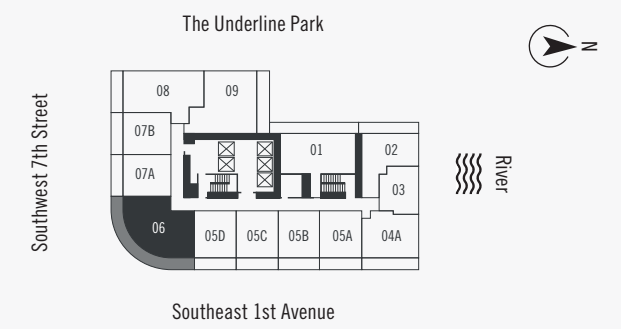 The Underline Park
N
Southwest 7th Street
08
09
07B
01
02
07A
03
06
05D
05C
05B
05A
04A
River
Southeast 1st Avenue